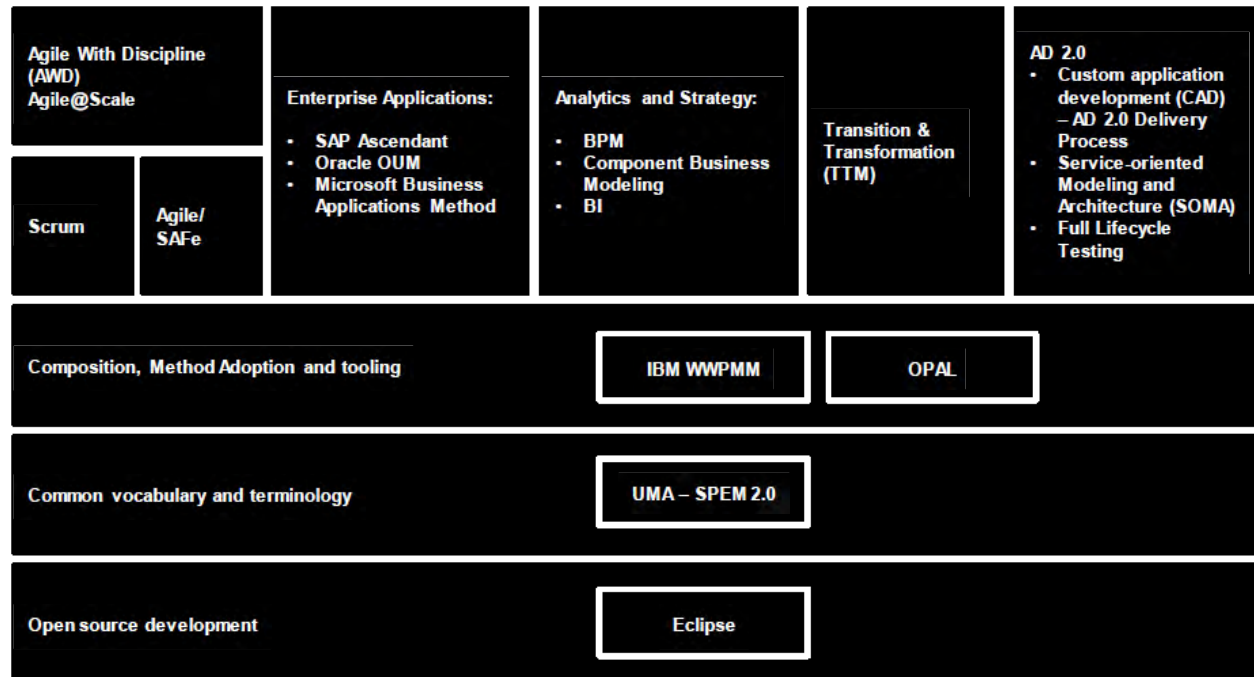 Agile With Discipline
(AWD)
Agile@Scale
Scrum
Agile/
SAFe
Enterprise Applications:
• SAP Ascendant
• Oracle OUM
• Microsoft Business
Applications Method
Analytics and Strategy:
• BPM
• Component Business
Modeling
• BI
Transition &
Transformation
(TTM)
AD 2.0
• Custom application
development (CAD)
– AD 2.0 Delivery
Process
• Service-oriented
Modeling and
Architecture (SOMA)
• Full Lifecycle
Testing
Composition, Method Adoption and tooling
IBM WWPMM
OPAL
Common vocabulary and terminology
UMA – SPEM 2.0
Open source development
Eclipse